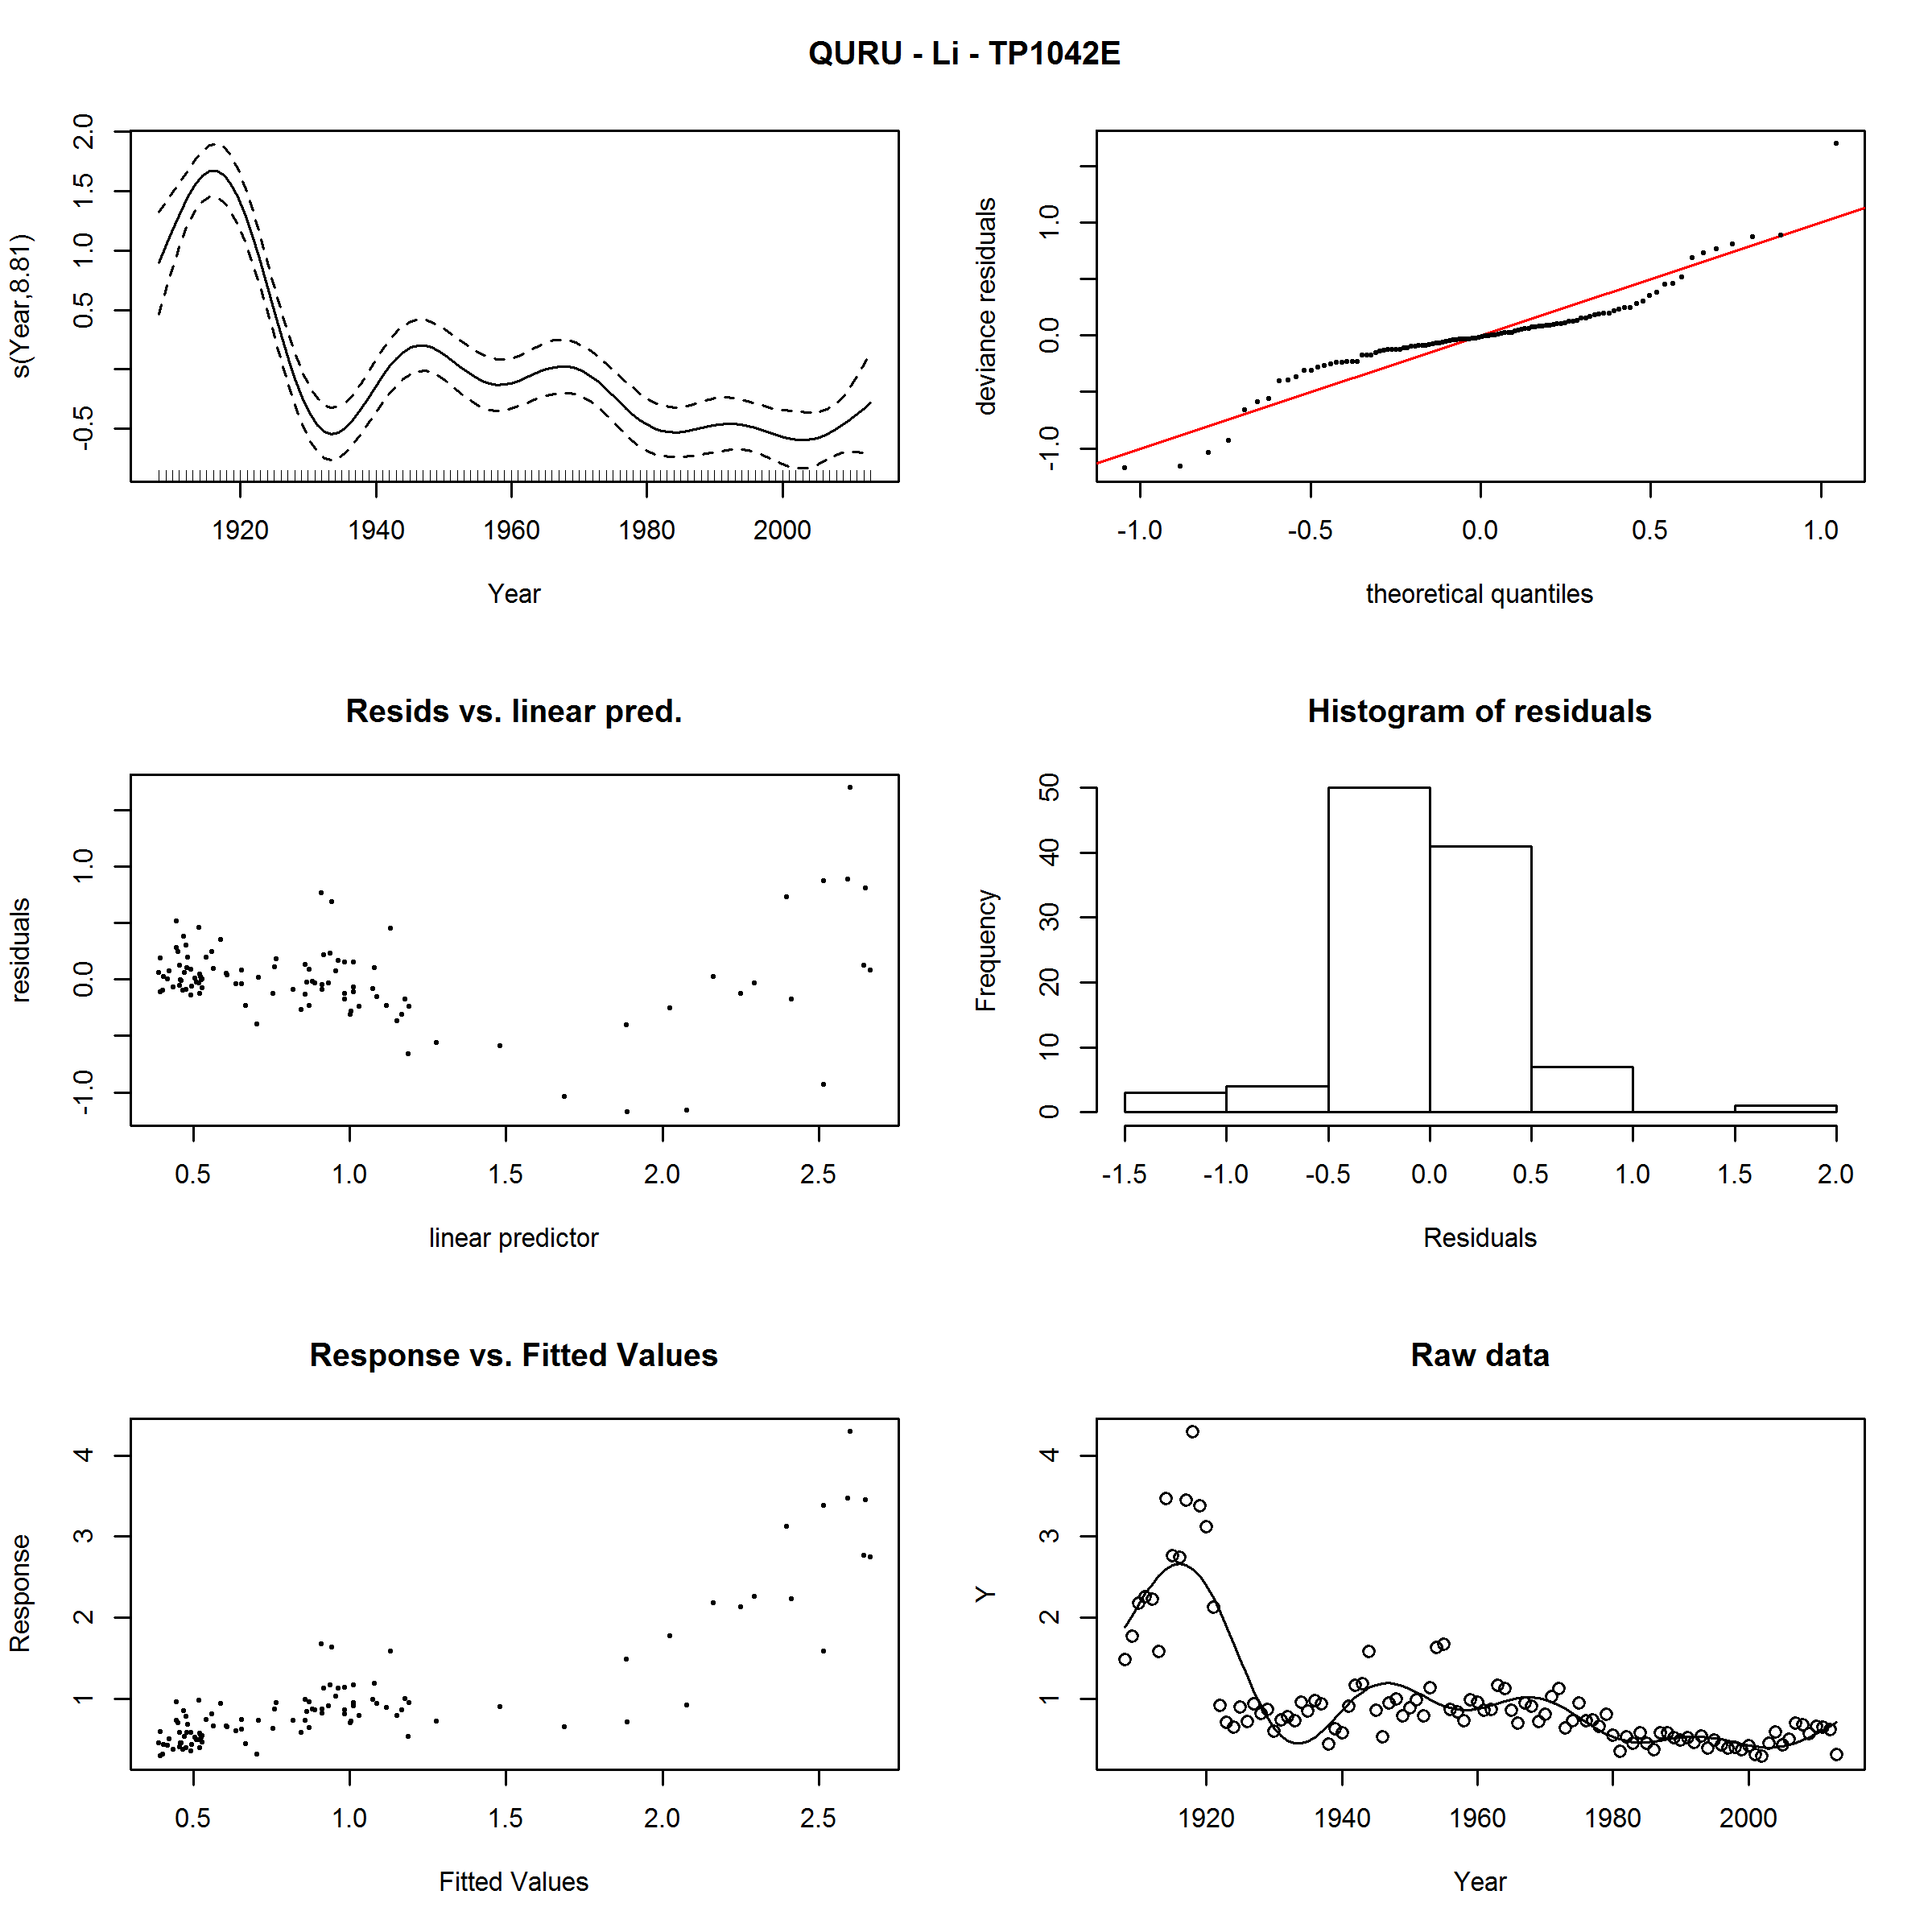 QURU - Li - TP1042E
s(Year,8.81)
2.0
1.5
1.0
0.5
-0.5
1920 1940 1960 1980 2000
Year
deviance residuals
1.0
0.0
-1.0
-1.0 -0.5 0.0 0.5 1.0
theoretical quantiles
Resids vs. linear pred.
residuals
1.0
0.0
-1.0
0.5 1.0 1.5 2.0 2.5
linear predictor
Histogram of residuals
Frequency
50
40
30
20
10
0
-1.5 -1.0 -0.5 0.0 0.5 1.0 1.5 2.0
Residuals
Response vs. Fitted Values
Response
4
3
2
1
0.5 1.0 1.5 2.0 2.5
Fitted Values
Raw data
Y
4
3
2
1
1920 1940 1960 1980 2000
Year